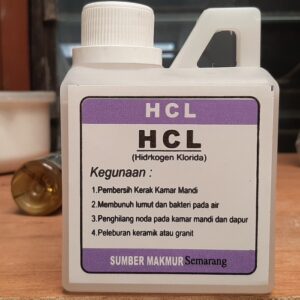 HCL
HCL
(Hidrkogen Klorida)
Kegunaan :
1.Pembersih Kerak Kamar Mandi
2.Membunuh lumut dan bakteri pada air
3.Penghilang noda pada kamar mandi dan dapur
4.Peleburan keramik atau granit
SUMBER MAKMUR Semarang